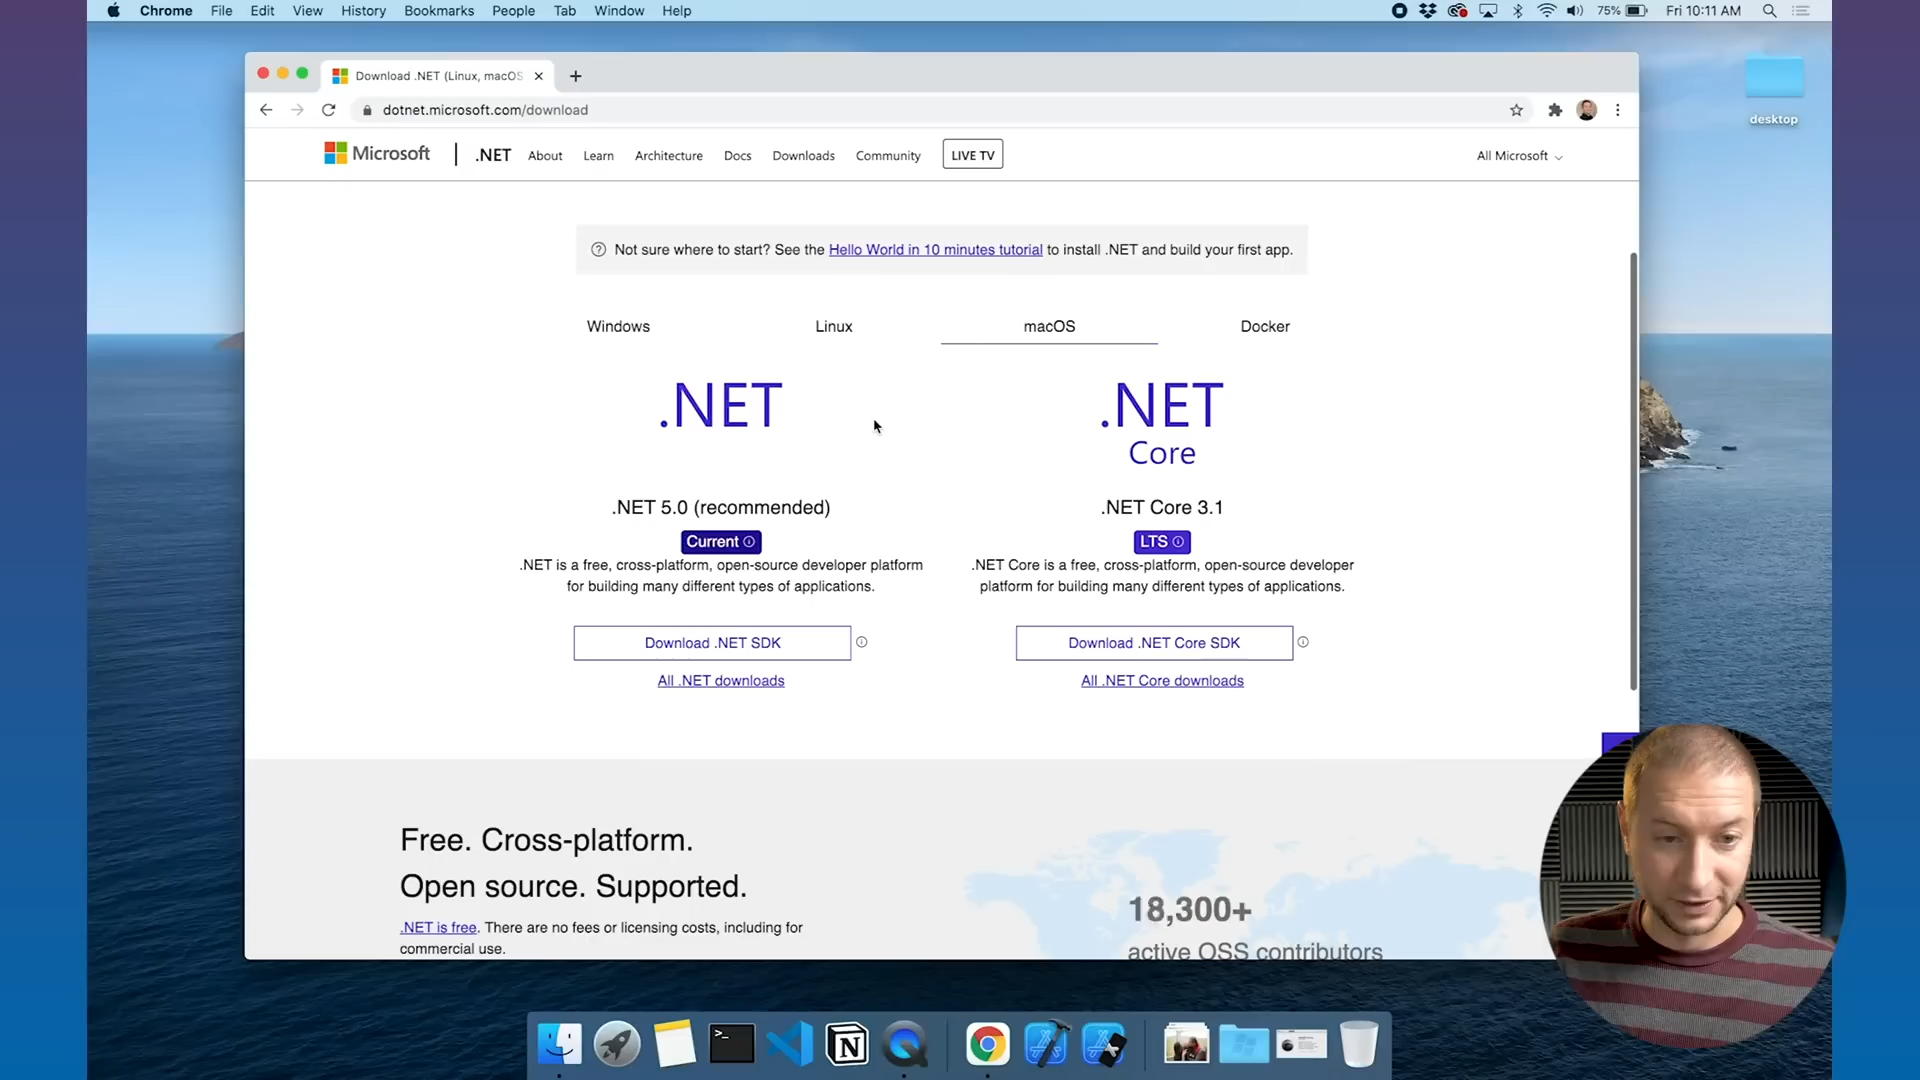 Chrome File Edit View History Bookmarks People Tab Window Help
75% Fri 10:11 AM
Download .NET (Linux, macOS
dotnet.microsoft.com/download
desktop
Microsoft .NET About Learn Architecture Docs Downloads Community LIVE TV All Microsoft
Not sure where to start? See the Hello World in 10 minutes tutorial to install .NET and build your first app.
Windows Linux macOS Docker
.NET
.NET
Core
.NET 5.0 (recommended)
.NET Core 3.1
Current
LTS
.NET is a free, cross-platform, open-source developer platform
for building many different types of applications.
.NET Core is a free, cross-platform, open-source developer
platform for building many different types of applications.
Download .NET SDK
Download .NET Core SDK
All .NET downloads
All .NET Core downloads
Free. Cross-platform.
Open source. Supported.
.NET is free. There are no fees or licensing costs, including for
commercial use.
18,300+
active OSS contributors